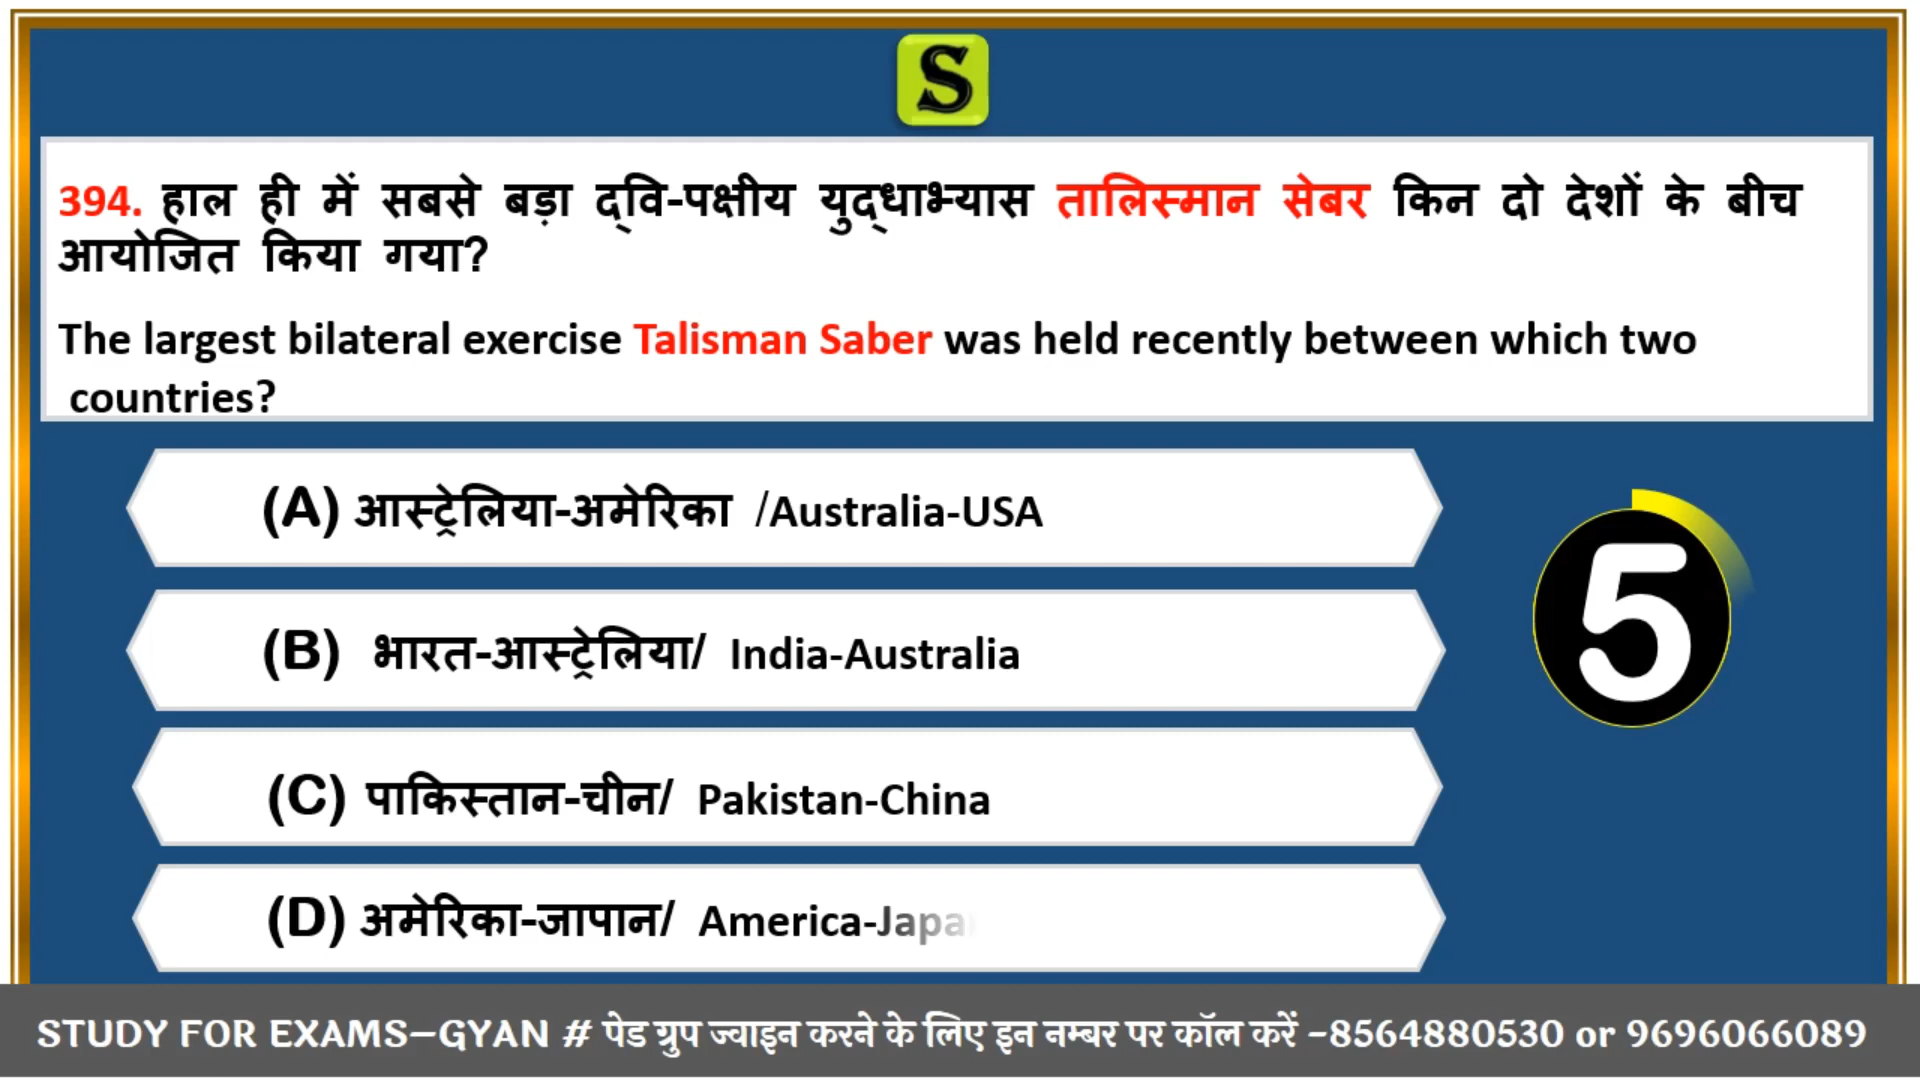 S
394. हाल ही में सबसे बड़ा द्वि-पक्षीय युद्धाभ्यास तालिस्मान सेबर किन दो देशों के बीच
आयोजित किया गया?
The largest bilateral exercise Talisman Saber was held recently between which two
countries?
(A) आस्ट्रेलिया-अमेरिका /Australia-USA
(B) भारत-आस्ट्रेलिया/ India-Australia
5
(C) पाकिस्तान-चीन/ Pakistan-China
(D) अमेरिका-जापान/ America-Japa
STUDY FOR EXAMS–GYAN # पेड ग्रुप ज्वाइन करने के लिए इन नम्बर पर कॉल करें –8564880530 or 9696066089